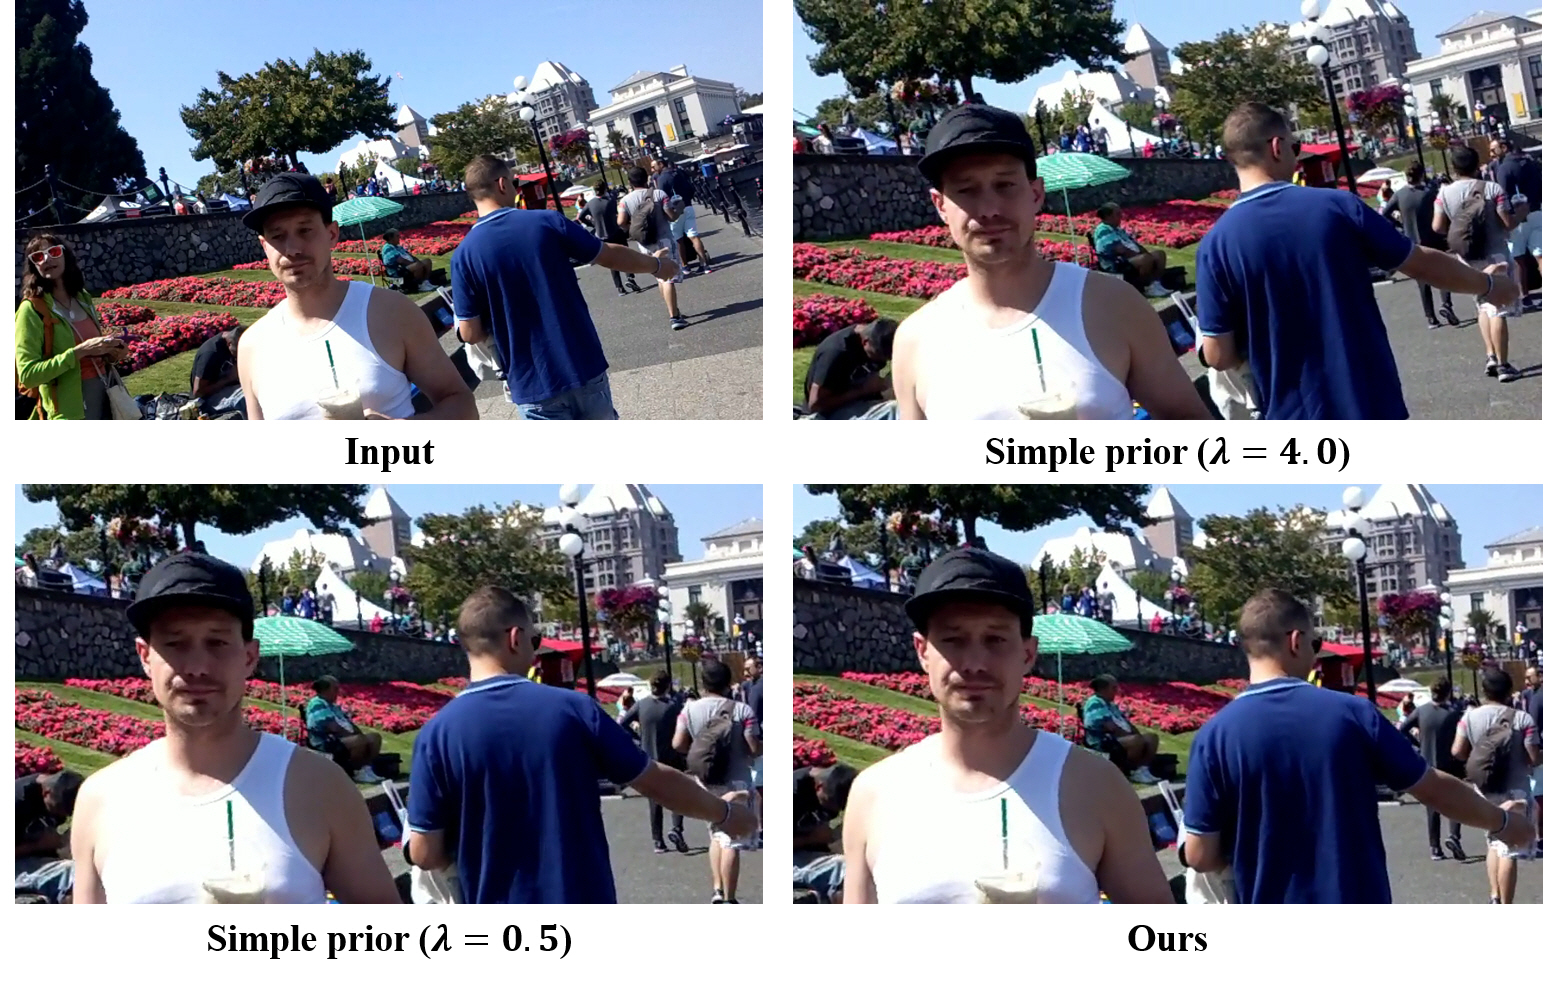 Input
Simple prior (λ = 4.0)
Simple prior (λ = 0.5)
Ours